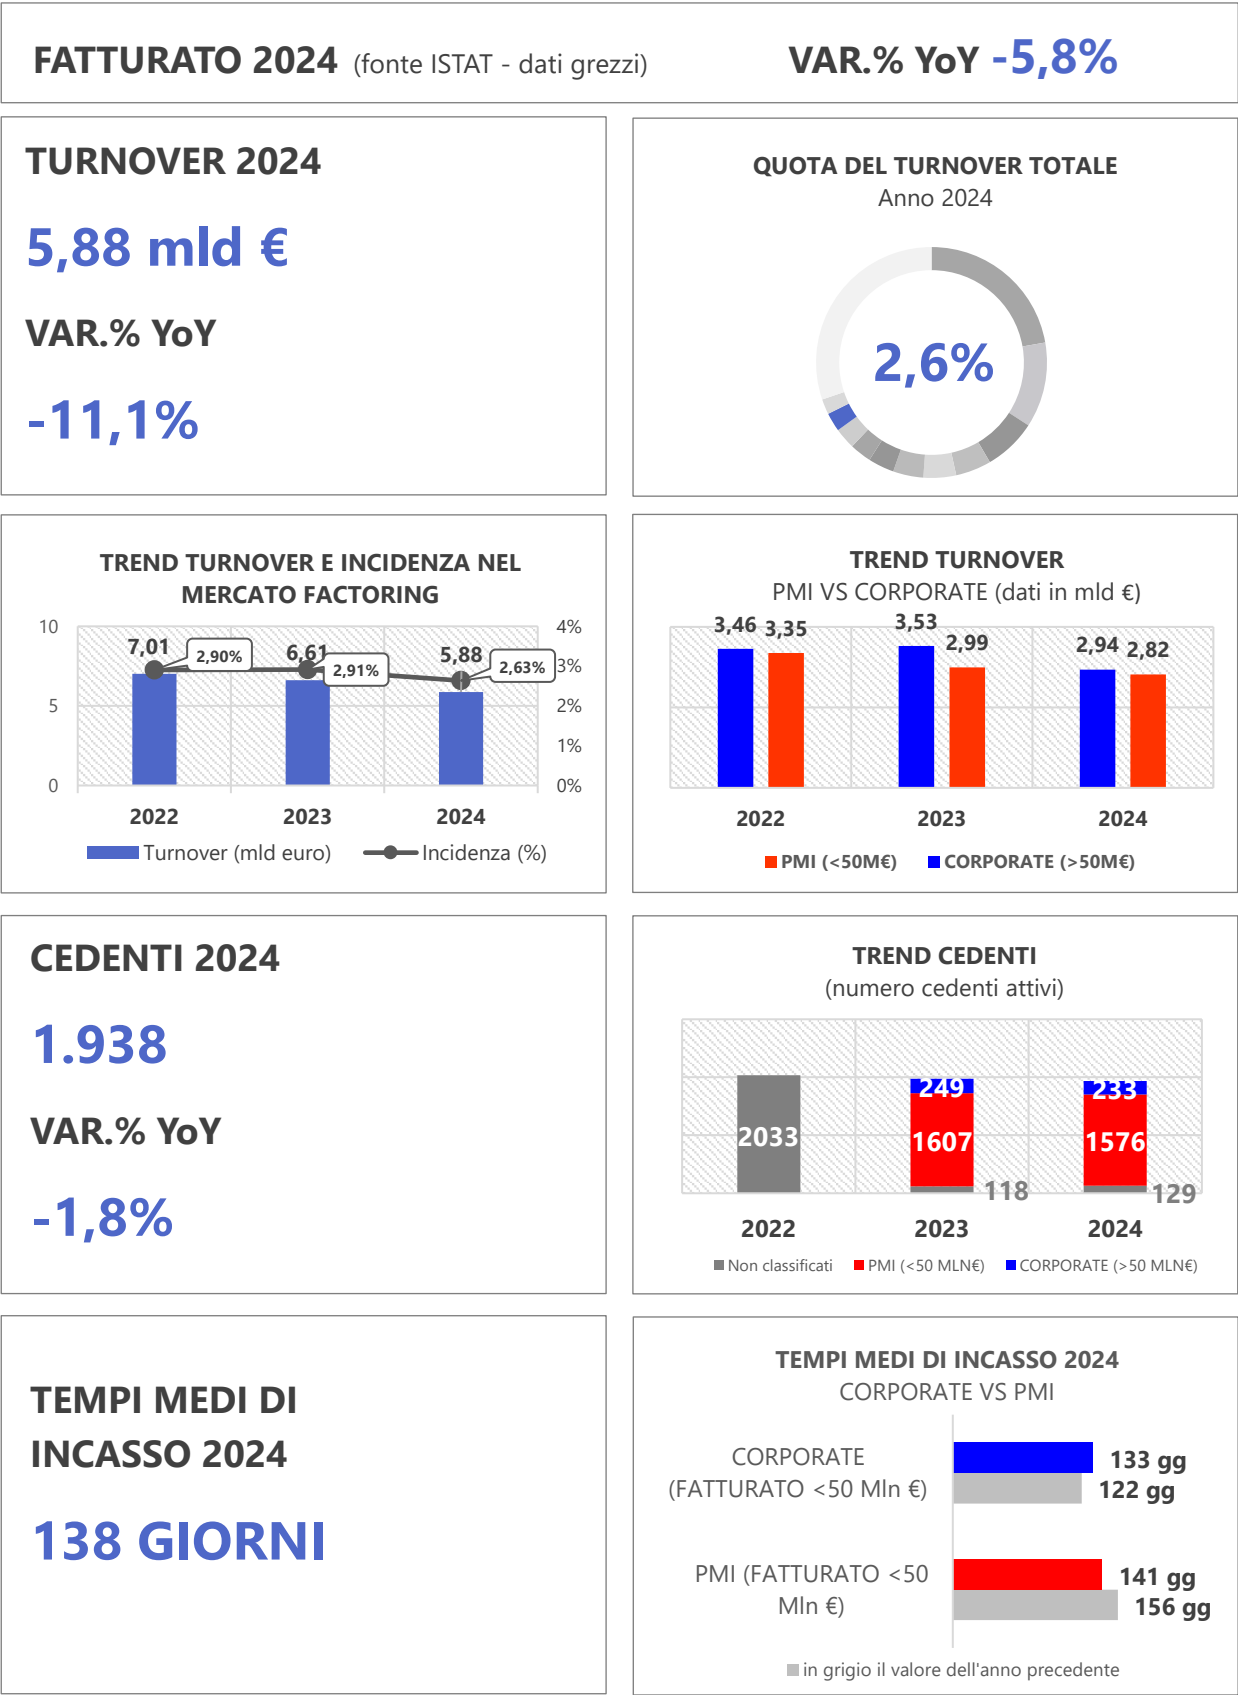 FATTURATO 2024 (fonte ISTAT - dati grezzi)
VAR.% YoY -5,8%
TURNOVER 2024
5,88 mld €
VAR.% YoY
-11,1%
QUOTA DEL TURNOVER TOTALE
Anno 2024
2,6%
TREND TURNOVER E INCIDENZA NEL
MERCATO FACTORING
10
5
0
4%
3%
2%
1%
0%
7,01
2,90%
6,61
2,91%
5,88
2,63%
2022
2023
2024
Turnover (mld euro)
Incidenza (%)
TREND TURNOVER
PMI VS CORPORATE (dati in mld €)
3,46
3,35
3,53
2,99
2,94
2,82
2022
2023
2024
PMI (<50M€)
CORPORATE (>50M€)
CEDENTI 2024
1.938
VAR.% YoY
-1,8%
TREND CEDENTI
(numero cedenti attivi)
2033
249
1607
118
233
1576
129
2022
2023
2024
Non classificati
PMI (<50 MLN€)
CORPORATE (>50 MLN€)
TEMPI MEDI DI
INCASSO 2024
138 GIORNI
TEMPI MEDI DI INCASSO 2024
CORPORATE VS PMI
CORPORATE
(FATTURATO <50 Mln €)
133 gg
122 gg
PMI (FATTURATO <50
Mln €)
141 gg
156 gg
in grigio il valore dell'anno precedente